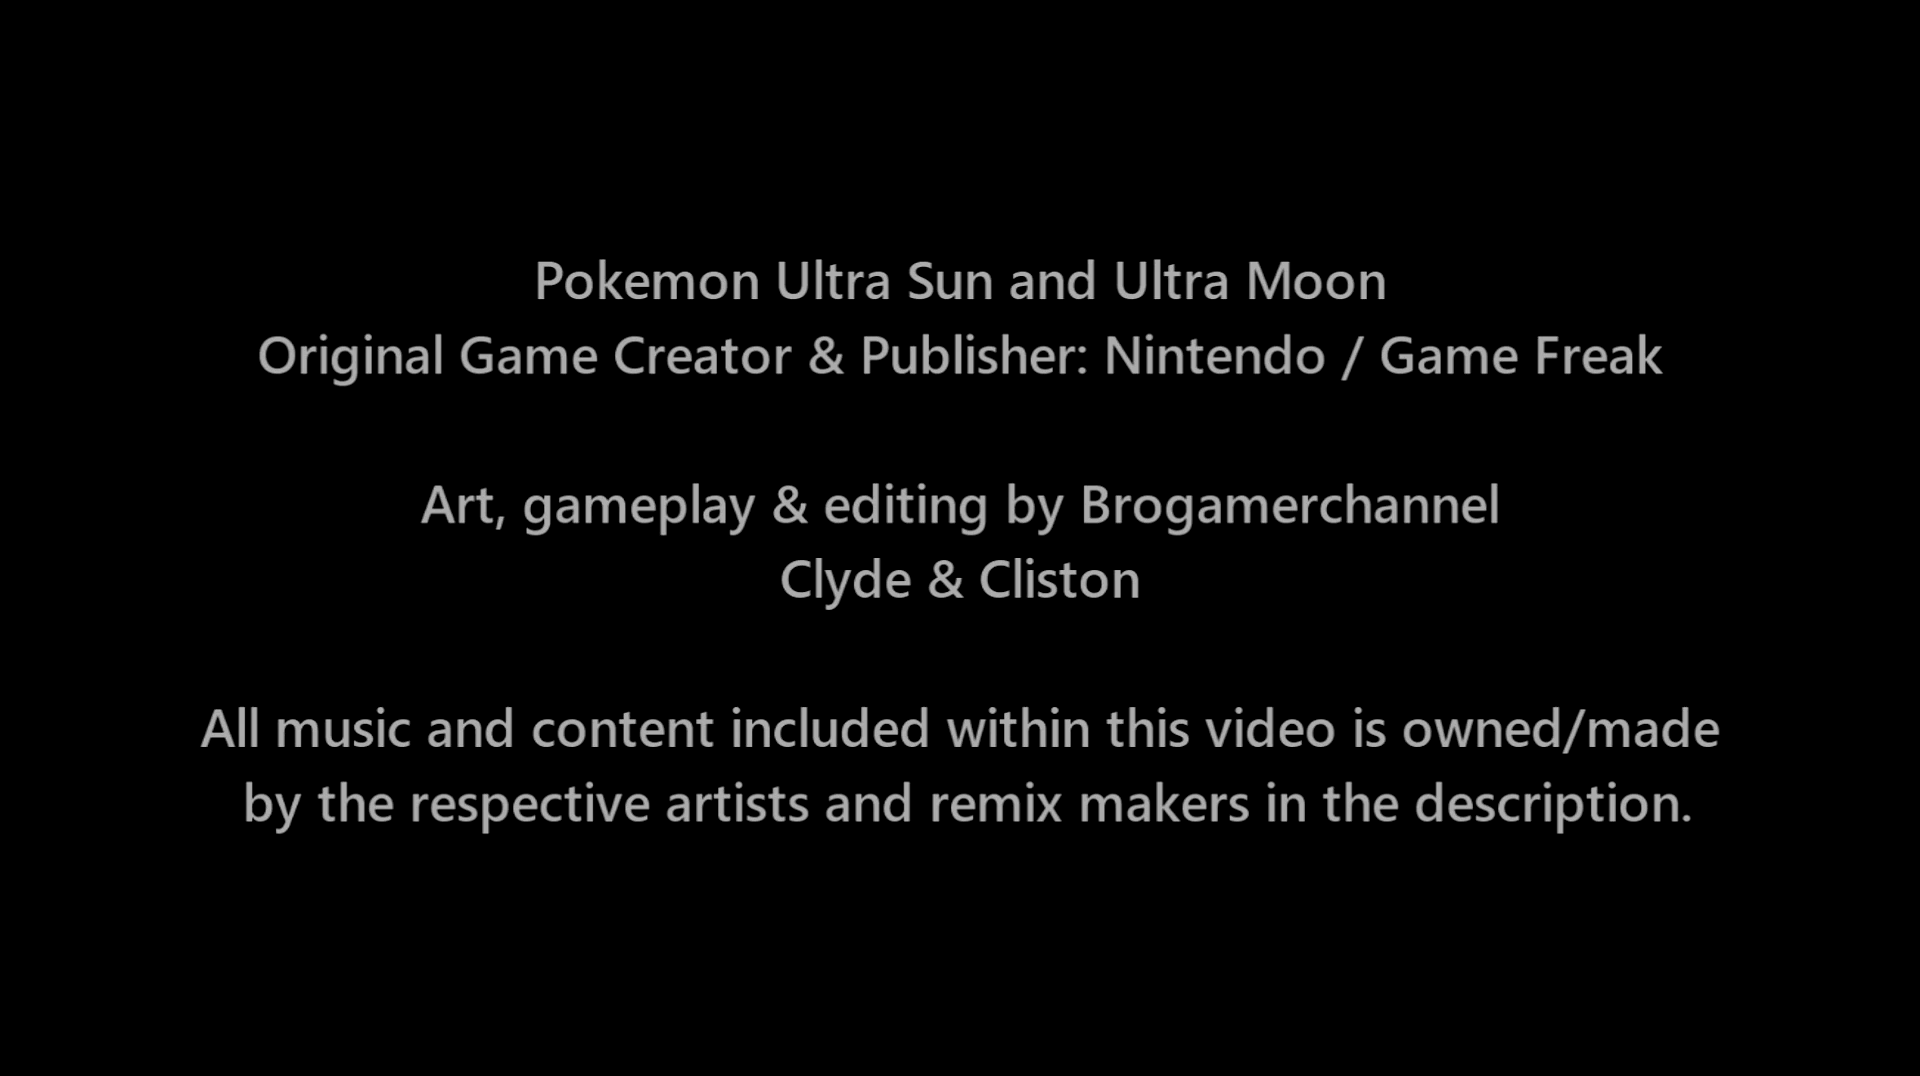 Pokemon Ultra Sun and Ultra Moon
Original Game Creator & Publisher: Nintendo / Game Freak
Art, gameplay & editing by Brogamerchannel
Clyde & Cliston
All music and content included within this video is owned/made
by the respective artists and remix makers in the description.